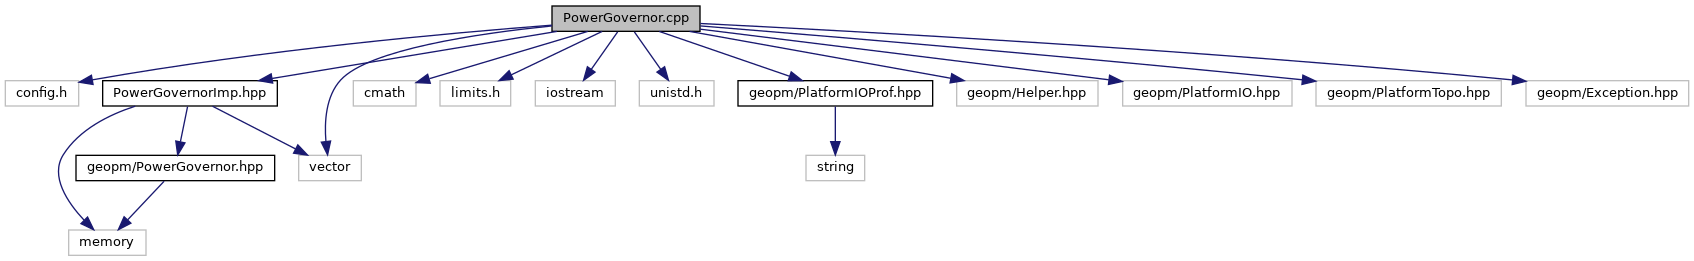 PowerGovernor.cpp
config.h
PowerGovernorImp.hpp
cmath
limits.h
iostream
unistd.h
geopm/PlatformIOProf.hpp
geopm/Helper.hpp
geopm/PlatformIO.hpp
geopm/PlatformTopo.hpp
geopm/Exception.hpp
geopm/PowerGovernor.hpp
vector
string
memory